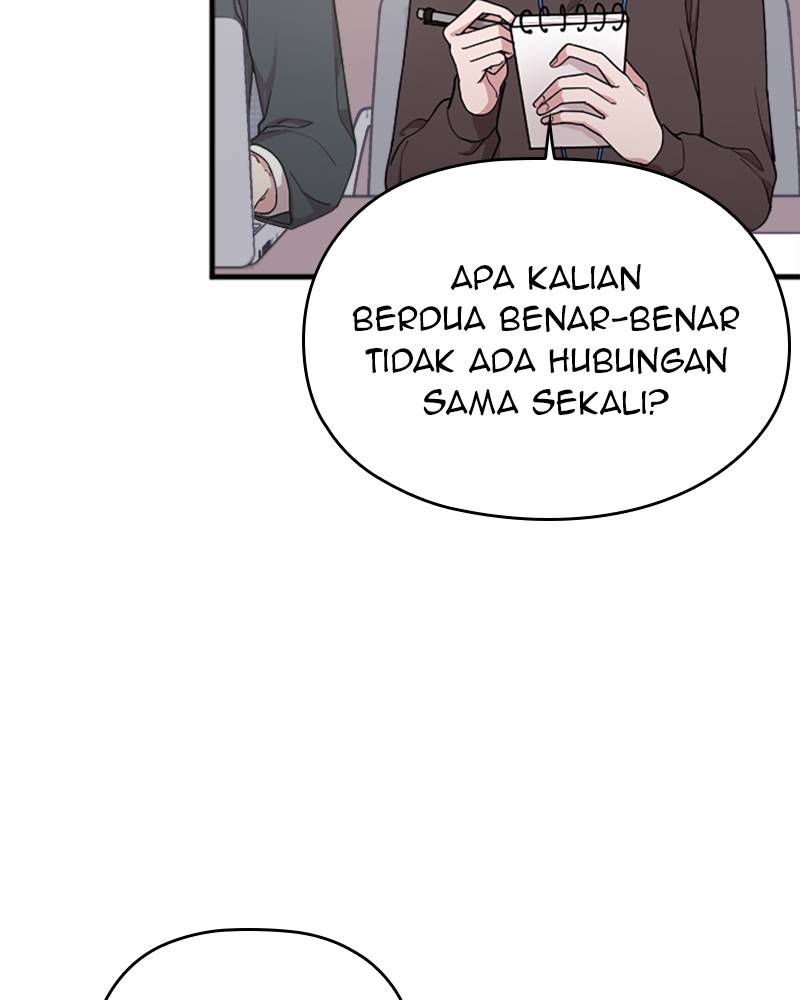 APA KALIAN
BERDUA BENAR-BENAR
TIDAK ADA HUBUNGAN
SAMA SEKALI?